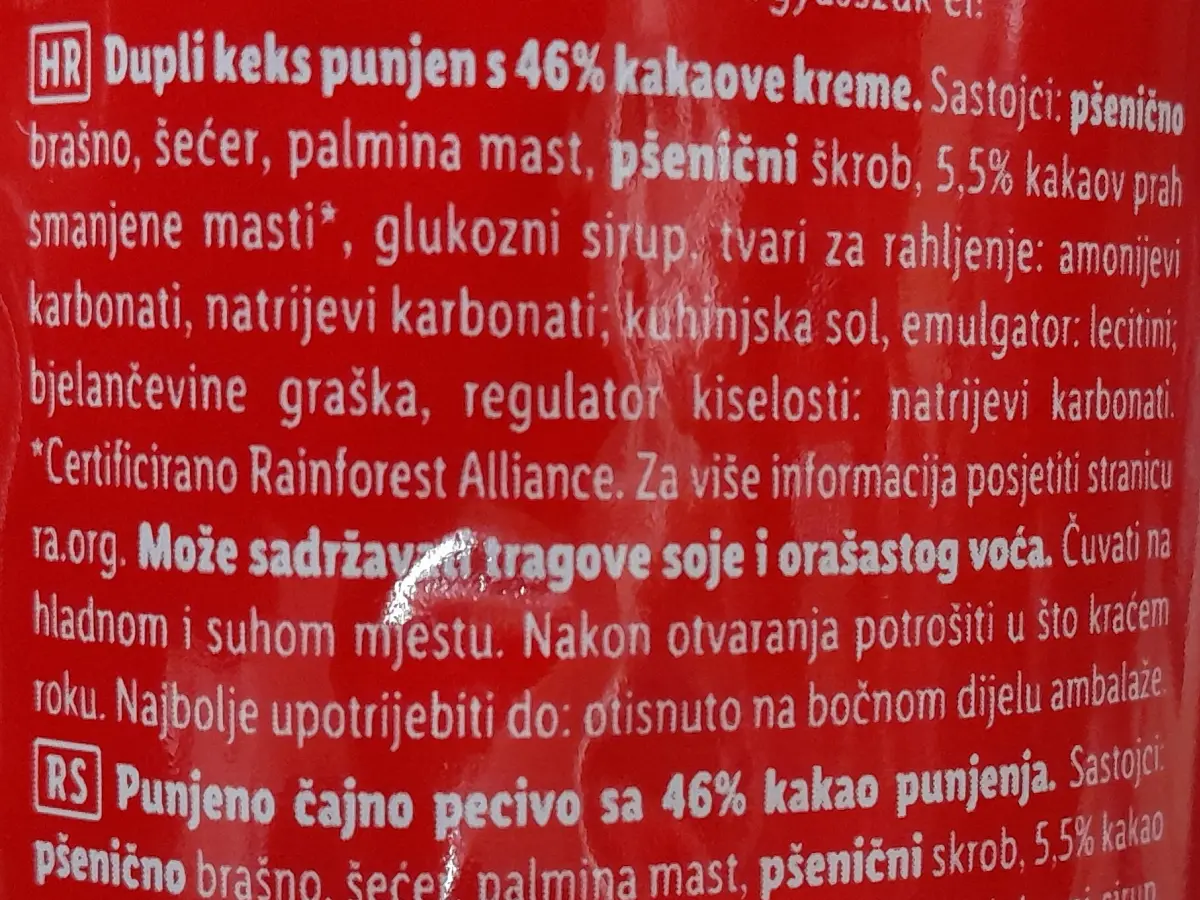 HR Dupli keks punjen s 46% kakaove kreme. Sastojci: pšenično
brašno, šećer, palmina mast, pšenični škrob, 5,5% kakaov prah
smanjene masti*, glukozni sirup, tvari za rahljenje: amonijevi
karbonati, natrijevi karbonati; kuhinjska sol, emulgator: lecitini;
bjelančevine graška, regulator kiselosti: natrijevi karbonati.
*Certificirano Rainforest Alliance. Za više informacija posjetiti stranicu
ra.org. Može sadržavati tragove soje i orašastog voća. Čuvati na
hladnom i suhom mjestu. Nakon otvaranja potrošiti u što kraćem
roku. Najbolje upotrijebiti do: otisnuto na bočnom dijelu ambalaže.
RS Punjeno čajno pecivo sa 46% kakao punjenja. Sastojci:
pšenično brašno, šećer, palmina mast, pšenični skrob, 5,5% kakao
sirup